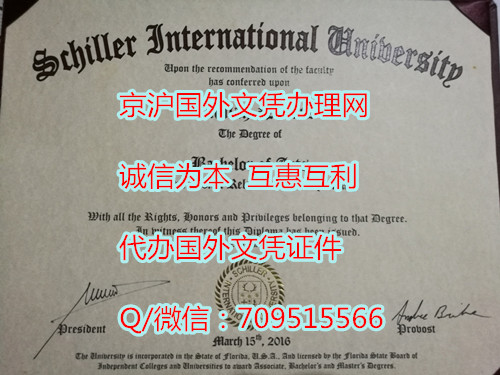 Schiller International University
Upon the recommendation of the faculty
has conferred upon
京沪国外文凭办理网
The Degree of
Bachelor of
诚信为本 互惠互利
With all the Rights, Honors and Privileges belonging to that Degree.
In witness thereof this Diploma has been issued.
代办国外文凭证件
SCHILLER
Q/微信：709515566
President
Provost
March 15th, 2016
The University is incorporated in the State of Florida, U.S.A., And licensed by the Florida State Board of
Independent Colleges and Universities to award Associate, Bachelor's and Master's Degrees.